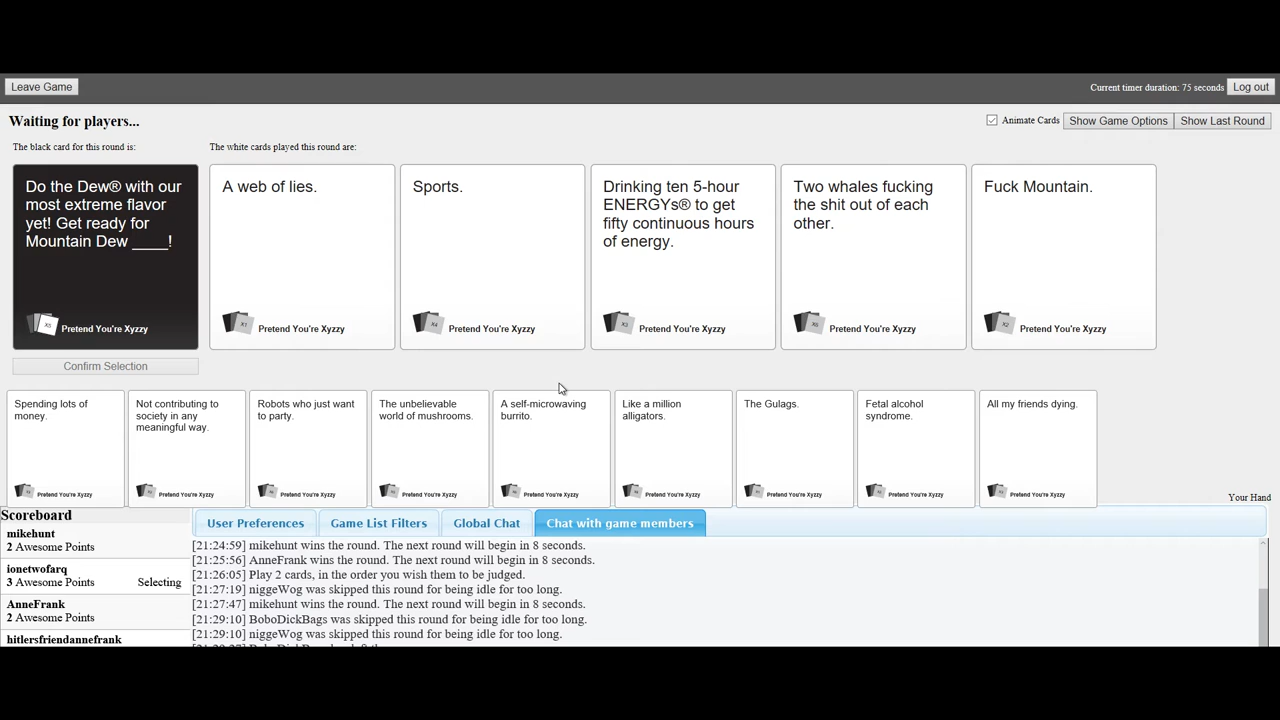 Leave Game
Current timer duration: 75 seconds
Log out
Waiting for players...
Animate Cards
Show Game Options
Show Last Round
The black card for this round is:
The white cards played this round are:
Do the Dew® with our
most extreme flavor
yet! Get ready for
Mountain Dew ____!
X5
Pretend You're Xyzzy
A web of lies.
X1
Pretend You're Xyzzy
Sports.
X4
Pretend You're Xyzzy
Drinking ten 5-hour
ENERGYs® to get
fifty continuous hours
of energy.
X3
Pretend You're Xyzzy
Two whales fucking
the shit out of each
other.
Pretend You're Xyzzy
Fuck Mountain.
X2
Pretend You're Xyzzy
Confirm Selection
Spending lots of
money.
Pretend You're Xyzzy
Not contributing to
society in any
meaningful way.
Pretend You're Xyzzy
Robots who just want
to party.
Pretend You're Xyzzy
The unbelievable
world of mushrooms.
Pretend You're Xyzzy
A self-microwaving
burrito.
Pretend You're Xyzzy
Like a million
alligators.
Pretend You're Xyzzy
The Gulags.
Pretend You're Xyzzy
Fetal alcohol
syndrome.
Pretend You're Xyzzy
All my friends dying.
Pretend You're Xyzzy
Your Hand
Scoreboard
mikehunt
2 Awesome Points
ionetwofarq
3 Awesome Points
Selecting
AnneFrank
2 Awesome Points
hitlersfriendannefrank
User Preferences
Game List Filters
Global Chat
Chat with game members
[21:24:59] mikehunt wins the round. The next round will begin in 8 seconds.
[21:25:56] AnneFrank wins the round. The next round will begin in 8 seconds.
[21:26:05] Play 2 cards, in the order you wish them to be judged.
[21:27:19] niggeWog was skipped this round for being idle for too long.
[21:27:47] mikehunt wins the round. The next round will begin in 8 seconds.
[21:29:10] BoboDickBags was skipped this round for being idle for too long.
[21:29:10] niggeWog was skipped this round for being idle for too long.